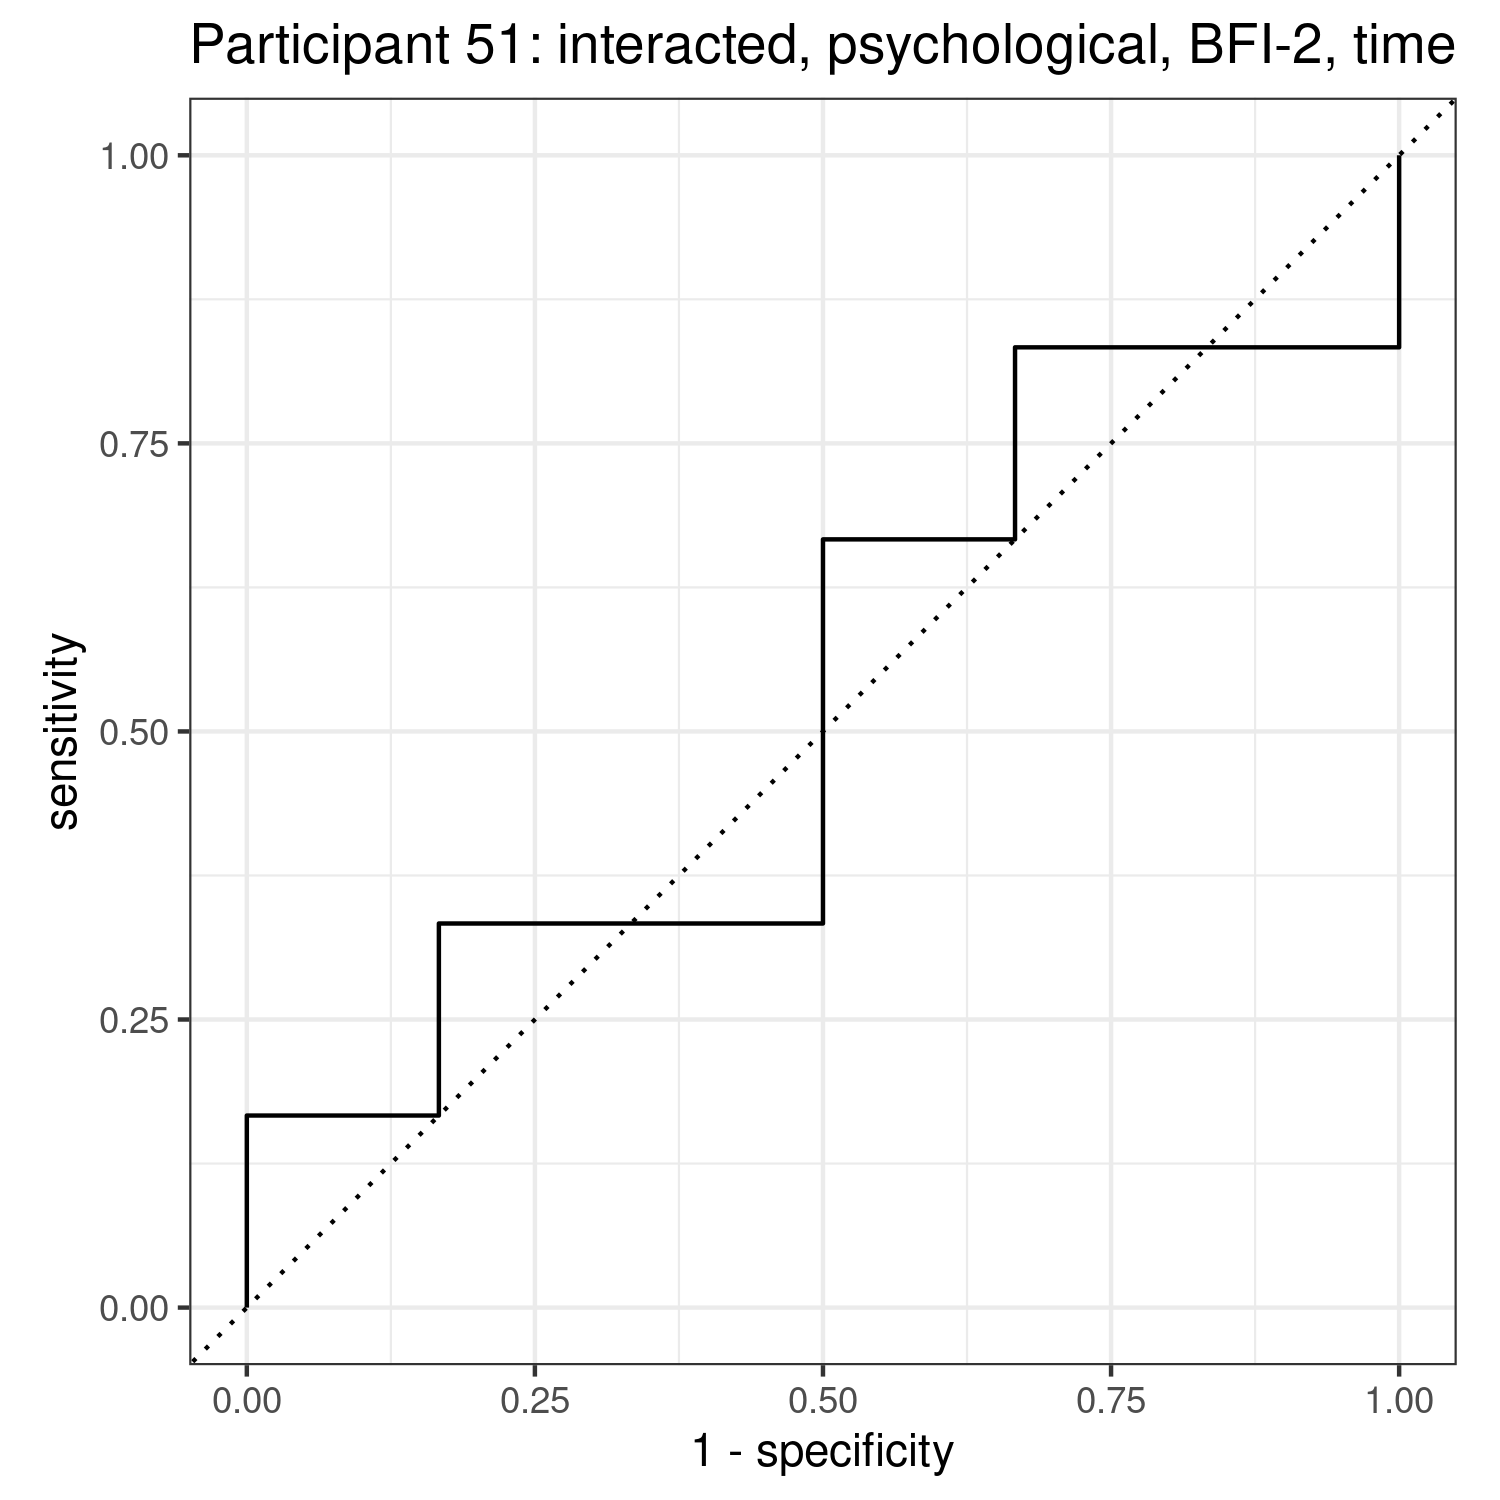 Participant 51: interacted, psychological, BFI-2, time
1.00
0.75
0.50
0.25
0.00
sensitivity
0.00 0.25 0.50 0.75 1.00
1 - specificity